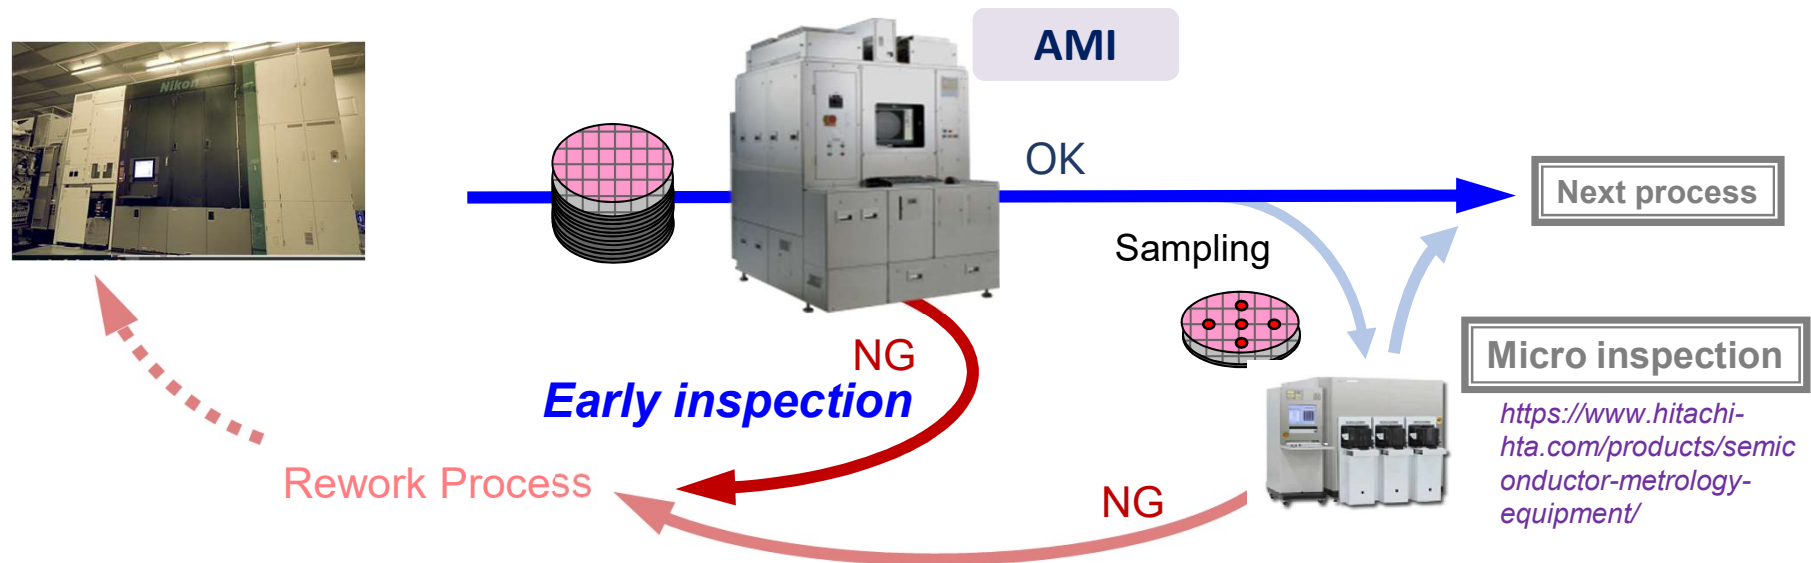 Nikon
AMI
OK
Next process
Sampling
NG
Early inspection
Micro inspection
https://www.hitachi-
hta.com/products/semic
onductor-metrology-
equipment/
Rework Process
NG